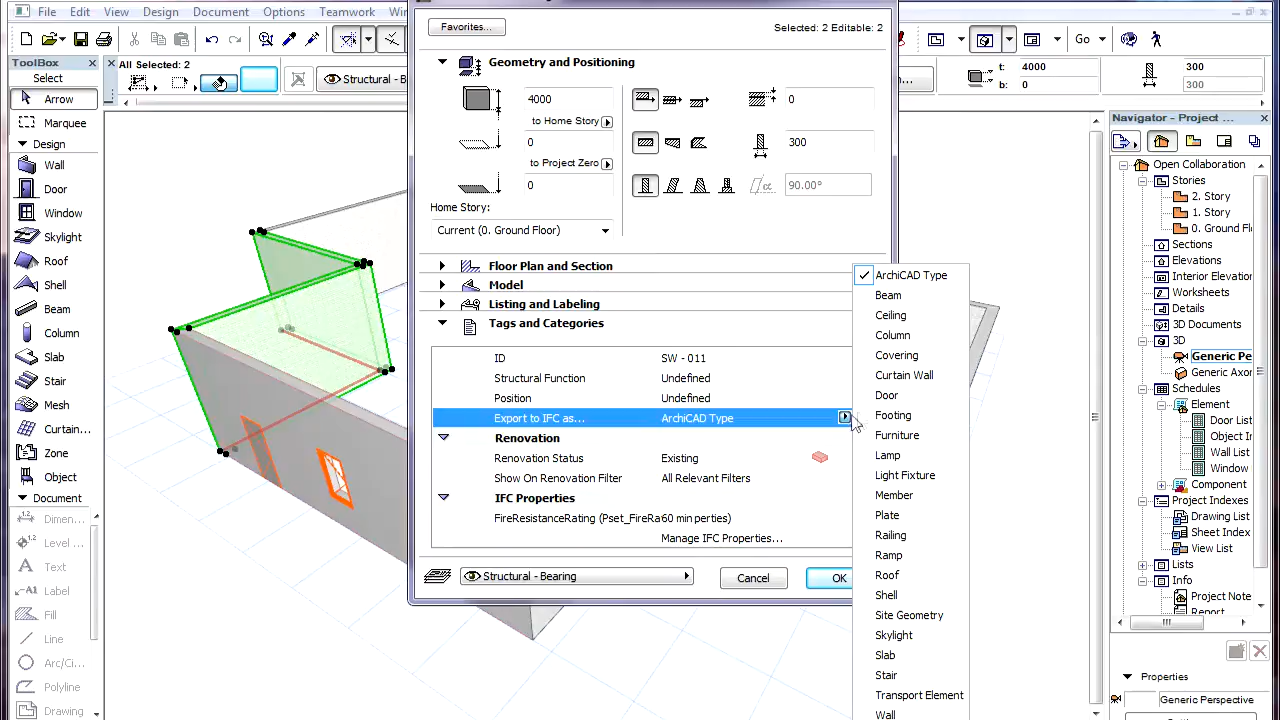 File Edit View Design Document Options Teamwork
ToolBox
Select
Arrow
Marquee
Design
Wall
Door
Window
Skylight
Roof
Shell
Beam
Column
Slab
Stair
Mesh
Curtain...
Zone
Object
Document
Dimen...
Level ...
Text
Label
Fill
Line
Arc/Ci...
Polyline
Drawing
All Selected: 2
Structural - Be
Favorites...
Selected: 2 Editable: 2
Geometry and Positioning
4000
to Home Story
0
to Project Zero
0
Home Story:
Current (0. Ground Floor)
0
300
α
90.00°
Floor Plan and Section
Model
Listing and Labeling
Tags and Categories
ID SW - 011
Structural Function Undefined
Position Undefined
Export to IFC as... ArchiCAD Type
Renovation
Renovation Status Existing
Show On Renovation Filter All Relevant Filters
IFC Properties
FireResistanceRating (Pset_FireRa60 min perties)
Manage IFC Properties...
Structural - Bearing
Cancel
OK
ArchiCAD Type
Beam
Ceiling
Column
Covering
Curtain Wall
Door
Footing
Furniture
Lamp
Light Fixture
Member
Plate
Railing
Ramp
Roof
Shell
Site Geometry
Skylight
Slab
Stair
Transport Element
Wall
Go
t: 4000
b: 0
300
300
Navigator - Project ...
Open Collaboration
Stories
2. Story
1. Story
0. Ground Fl
Sections
Elevations
Interior Elevation
Worksheets
Details
3D Documents
3D
Generic Pe
Generic Axon
Schedules
Element
Door List
Object In
Wall List
Window
Component
Project Indexes
Drawing List
Sheet Index
View List
Lists
Info
Project Note
Report
Properties
Generic Perspective